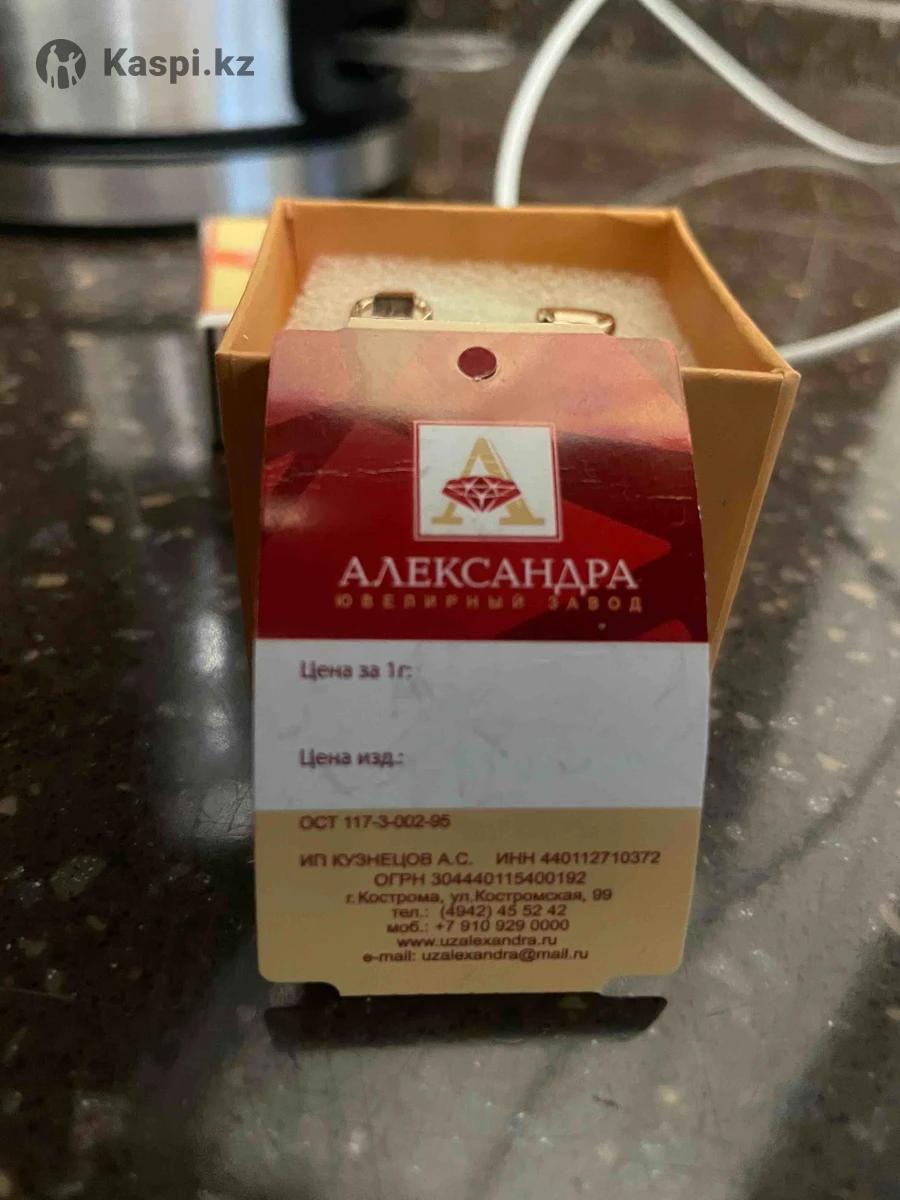 Kaspi.kz
А
АЛЕКСАНДРА
ЮВЕЛИРНЫЙ ЗАВОД
Цена за 1г:
Цена изд.:
ОСТ 117-3-002-95
ИП КУЗНЕЦОВ А.С. ИНН 440112710372
ОГРН 304440115400192
г.Кострома, ул.Костромская, 99
тел.: (4942) 45 52 42
моб.: +7 910 929 0000
www.uzalexandra.ru
e-mail: uzalexandra@mail.ru